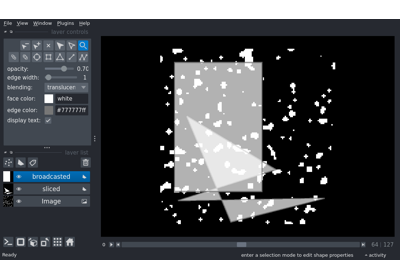 File View Window Plugins Help
layer controls
opacity: 0.70
edge width: 1
blending: translucen
face color: white
edge color: #777777ff
display text:
layer list
broadcasted
sliced
Image
0 64 127
Ready enter a selection mode to edit shape properties activity